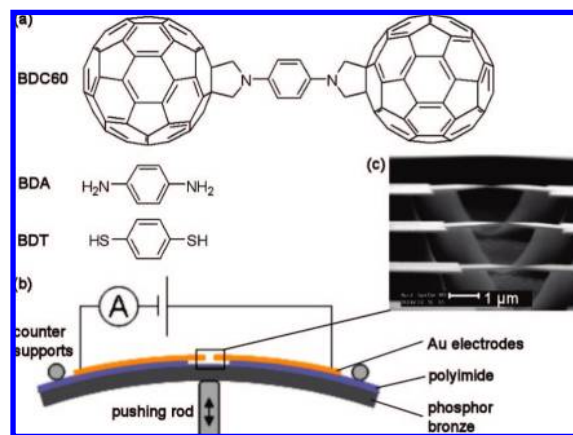 (a)
BDC60
N
N
BDA
H₂N
NH₂
BDT
HS
SH
(c)
1 µm
(b)
A
counter
supports
Au electrodes
polyimide
pushing rod
phosphor
bronze